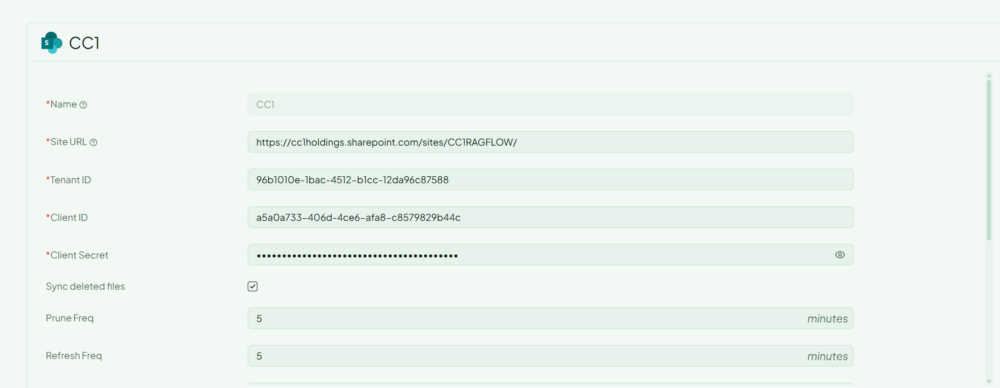 S CC1
*Name
CC1
*Site URL
https://cc1holdings.sharepoint.com/sites/CC1RAGFLOW/
*Tenant ID
96b1010e-1bac-4512-b1cc-12da96c87588
*Client ID
a5a0a733-406d-4ce6-afa8-c8579829b44c
*Client Secret
••••••••••••••••••••••••••••••••••••••••
Sync deleted files
Prune Freq
5 minutes
Refresh Freq
5 minutes